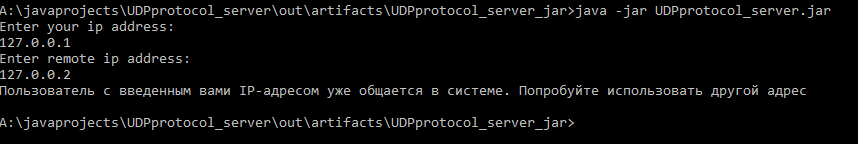 A:\javaprojects\UDPprotocol_server\out\artifacts\UDPprotocol_server_jar>java -jar UDPprotocol_server.jar
Enter your ip address:
127.0.0.1
Enter remote ip address:
127.0.0.2
Пользователь с введенным вами IP-адресом уже общается в системе. Попробуйте использовать другой адрес
A:\javaprojects\UDPprotocol_server\out\artifacts\UDPprotocol_server_jar>